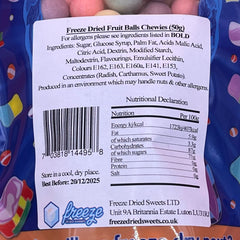 Freeze Dried Fruit Balls Chewies (50g)
For allergens please see ingredients listed in BOLD
Ingredients: Sugar, Glucose Syrup, Palm Fat, Acids Malic Acid,
Citric Acid, Dextrin, Modified Starch,
Maltodextrin, Flavourings, Emulsifier Lecithin,
Colours E162, E163, E160a, E141, E153,
Concentrates (Radish, Carthamus, Sweet Potato).
Produced in an environment which may handle nuts & other allergens.
Nutritional Declaration
Nutrition
Per 100g
Energy kj/kcal
Fat
of which saturates
Carbohydrates
of which sugars
Fibre
Protein
Salt
Store in a cool, dry place.
Best Before: 20/12/2025
freeze
Freeze Dried Sweets LTD
Unit 9A Britannia Estate Luton LU3 1RJ
freezedriedsweets.co.uk